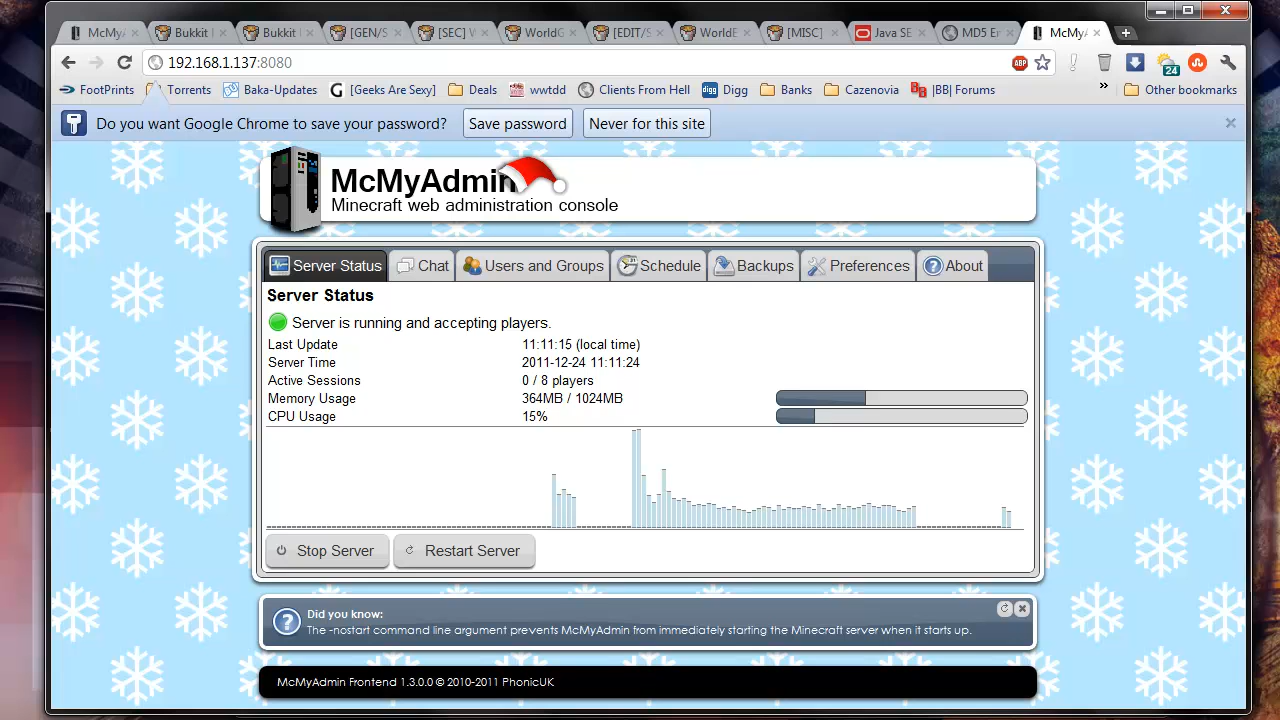 McMyA
Bukkit
Bukkit
[GEN/S
[SEC] V
WorldG
[EDIT/S
WorldE
[MISC]
Java SE
MD5 En
McMyA
192.168.1.137:8080
ABP
24
FootPrints
Torrents
Baka-Updates
G [Geeks Are Sexy]
Deals
wwtdd
Clients From Hell
digg Digg
Banks
Cazenovia
|BB| Forums
»
Other bookmarks
Do you want Google Chrome to save your password?
Save password
Never for this site
McMyAdmin
Minecraft web administration console
Server Status
Chat
Users and Groups
Schedule
Backups
Preferences
About
Server Status
Server is running and accepting players.
Last Update 11:11:15 (local time)
Server Time 2011-12-24 11:11:24
Active Sessions 0 / 8 players
Memory Usage 364MB / 1024MB
CPU Usage 15%
Stop Server
Restart Server
Did you know:
The -nostart command line argument prevents McMyAdmin from immediately starting the Minecraft server when it starts up.
McMyAdmin Frontend 1.3.0.0 © 2010-2011 PhonicUK